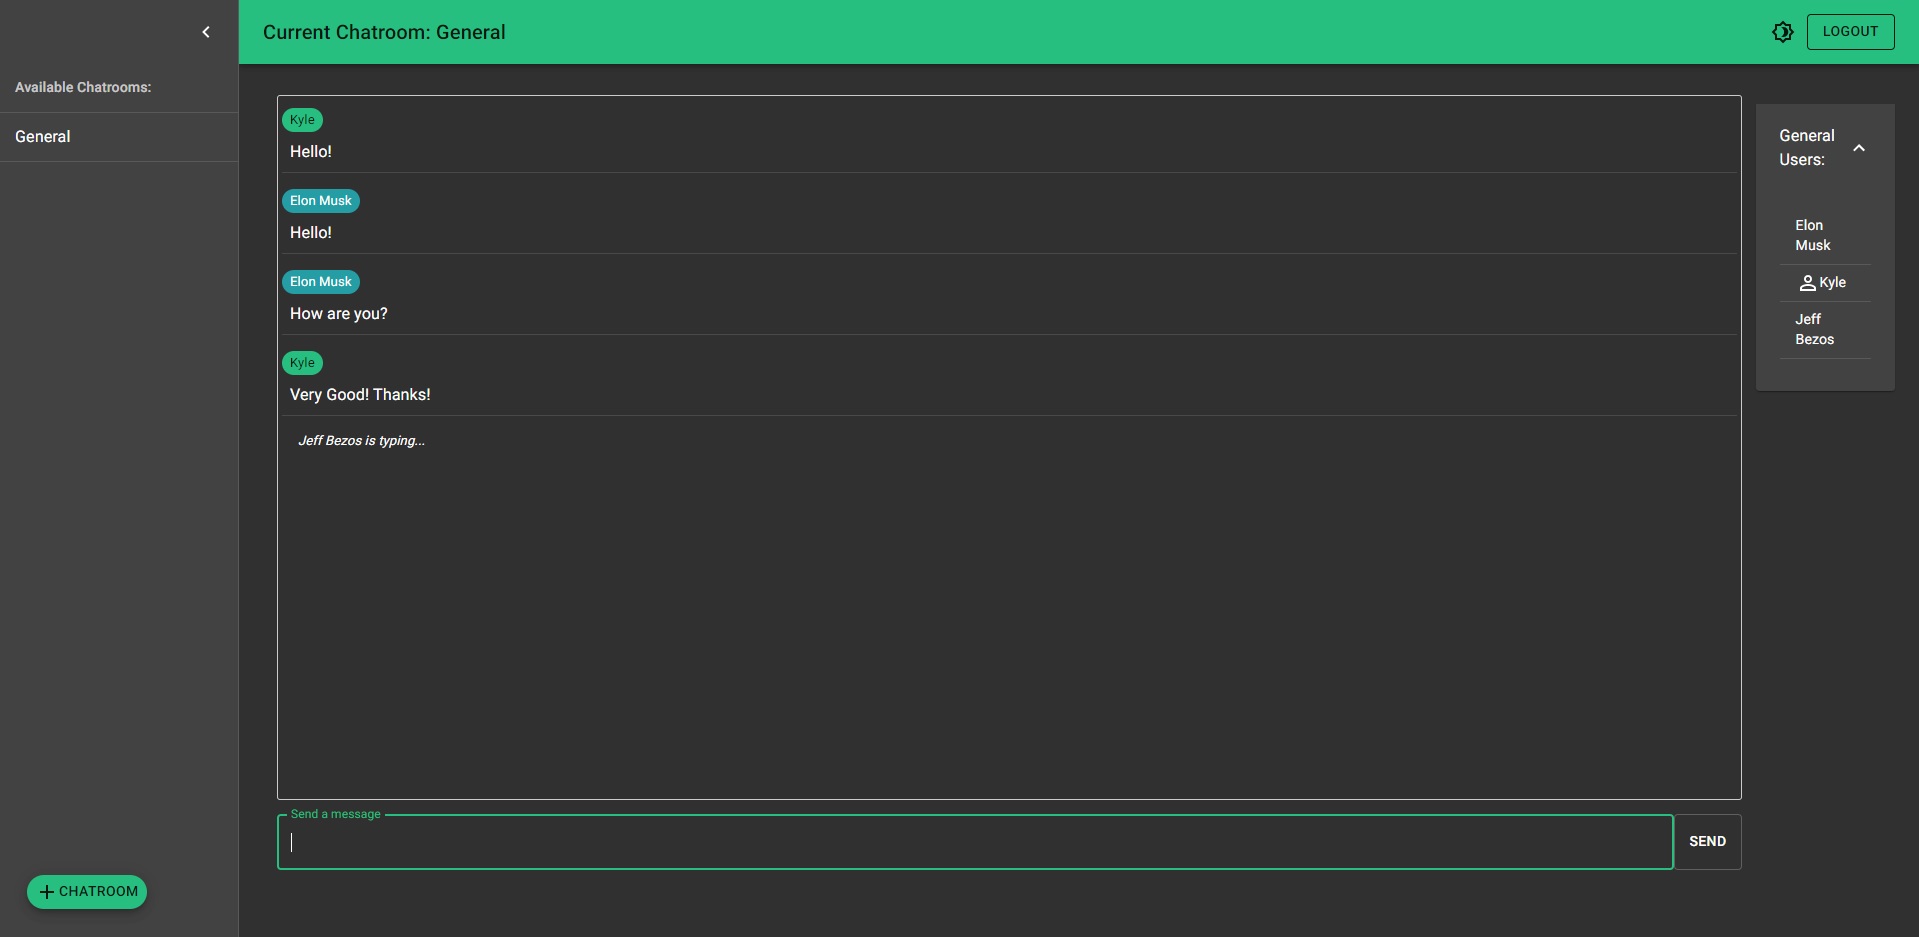 Current Chatroom: General
LOGOUT
Available Chatrooms:
General
Kyle
Hello!
Elon Musk
Hello!
Elon Musk
How are you?
Kyle
Very Good! Thanks!
Jeff Bezos is typing...
General
Users:
Elon
Musk
Kyle
Jeff
Bezos
Send a message
SEND
CHATROOM